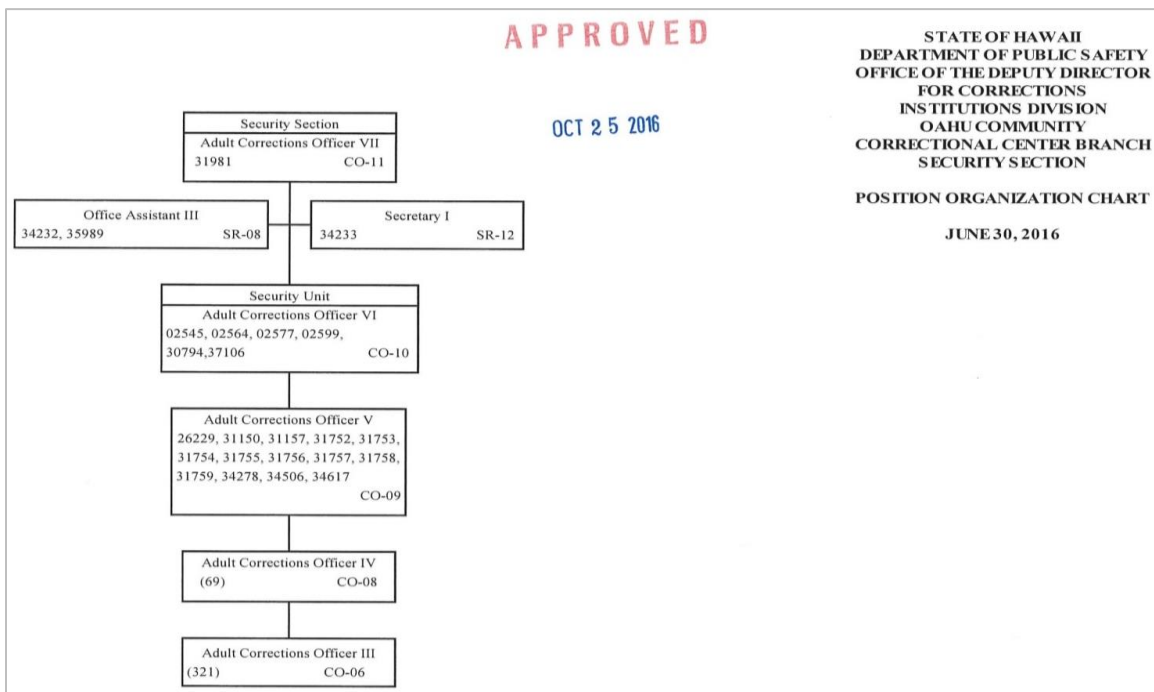 APPROVED
OCT 25 2016
STATE OF HAWAII
DEPARTMENT OF PUBLIC SAFETY
OFFICE OF THE DEPUTY DIRECTOR
FOR CORRECTIONS
INSTITUTIONS DIVISION
OAHU COMMUNITY
CORRECTIONAL CENTER BRANCH
SECURITY SECTION
POSITION ORGANIZATION CHART
JUNE 30, 2016
Security Section
Adult Corrections Officer VII
31981 CO-11
Office Assistant III
34232, 35989 SR-08
Secretary I
34233 SR-12
Security Unit
Adult Corrections Officer VI
02545, 02564, 02577, 02599,
30794,37106 CO-10
Adult Corrections Officer V
26229, 31150, 31157, 31752, 31753,
31754, 31755, 31756, 31757, 31758,
31759, 34278, 34506, 34617
CO-09
Adult Corrections Officer IV
(69) CO-08
Adult Corrections Officer III
(321) CO-06